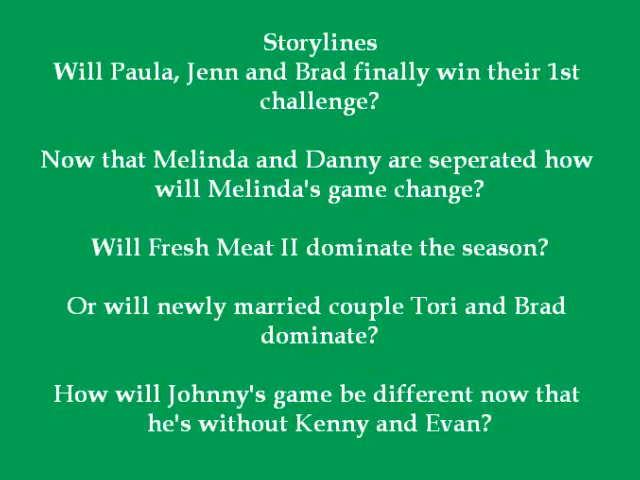 Storylines
Will Paula, Jenn and Brad finally win their 1st
challenge?
Now that Melinda and Danny are seperated how
will Melinda's game change?
Will Fresh Meat II dominate the season?
Or will newly married couple Tori and Brad
dominate?
How will Johnny's game be different now that
he's without Kenny and Evan?